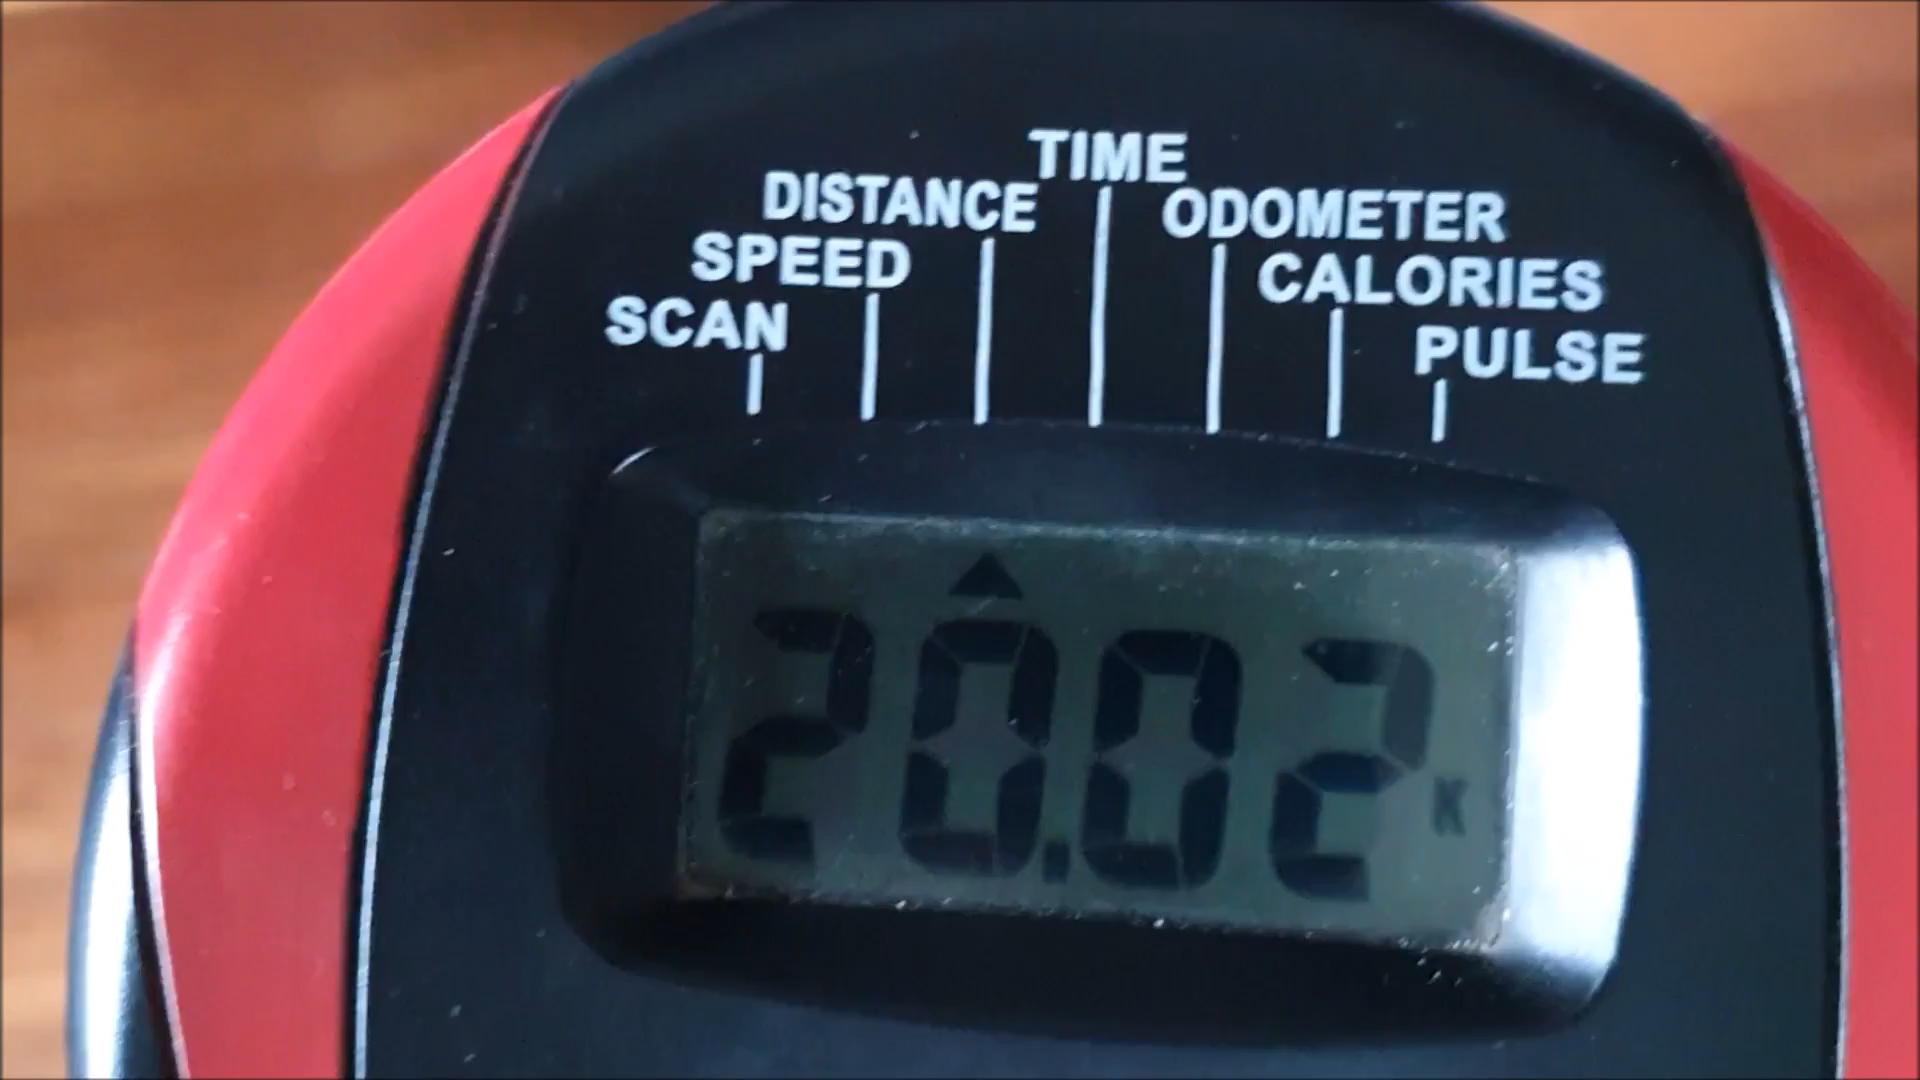 TIME
DISTANCE
ODOMETER
SPEED
CALORIES
SCAN
PULSE
20.02 K